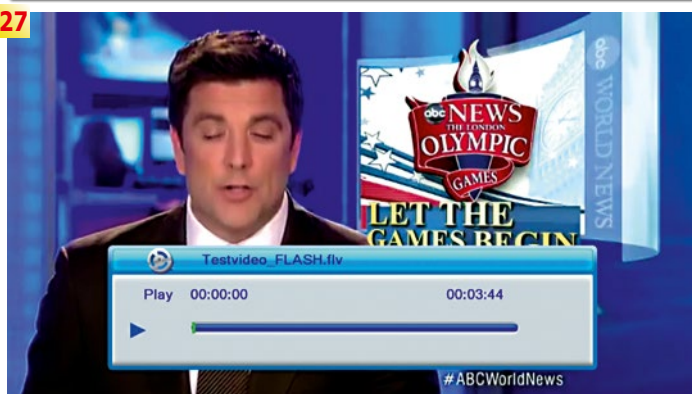 27
abc NEWS
THE LONDON
OLYMPIC
GAMES
LET THE
GAMES BEGIN
abc WORLD NEWS
Testvideo_FLASH.flv
Play 00:00:00 00:03:44
#ABCWorldNews